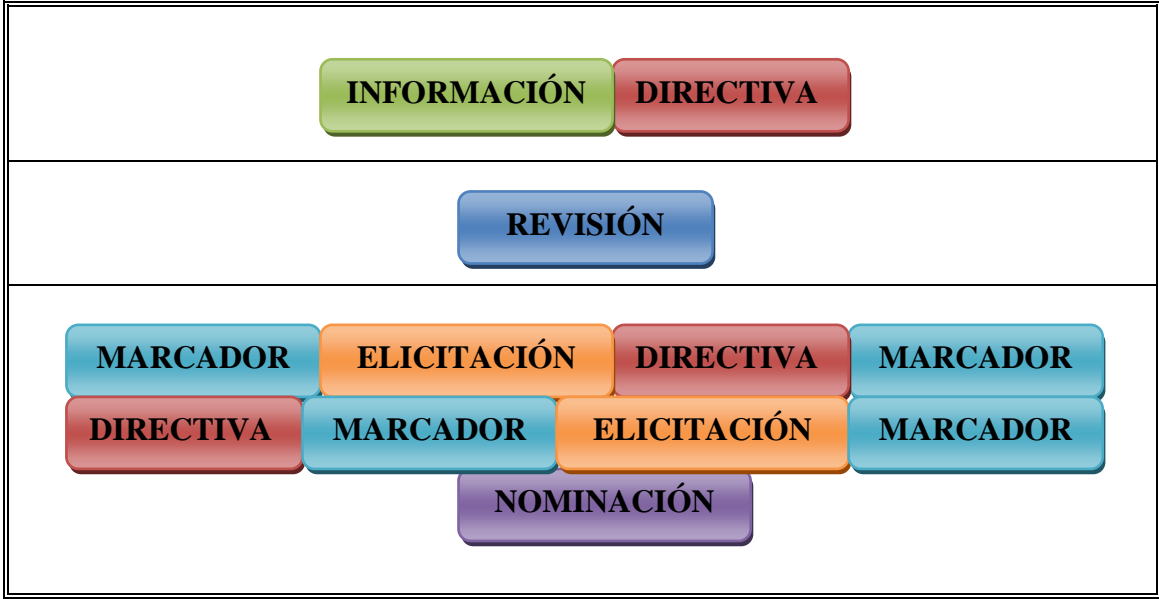 INFORMACIÓN DIRECTIVA
REVISIÓN
MARCADOR ELICITACIÓN DIRECTIVA MARCADOR
DIRECTIVA MARCADOR ELICITACIÓN MARCADOR
NOMINACIÓN